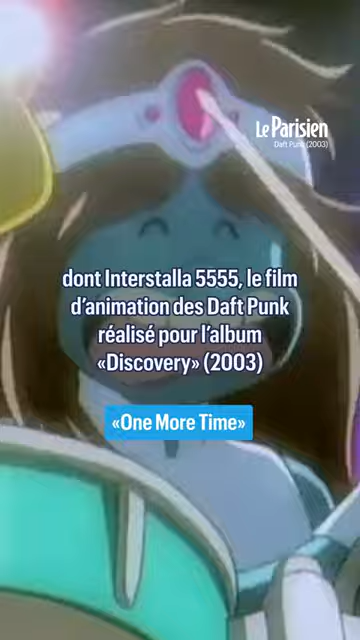 Le Parisien
Daft Punk (2003)
dont Interstalla 5555, le film
d'animation des Daft Punk
réalisé pour l'album
«Discovery» (2003)
«One More Time»